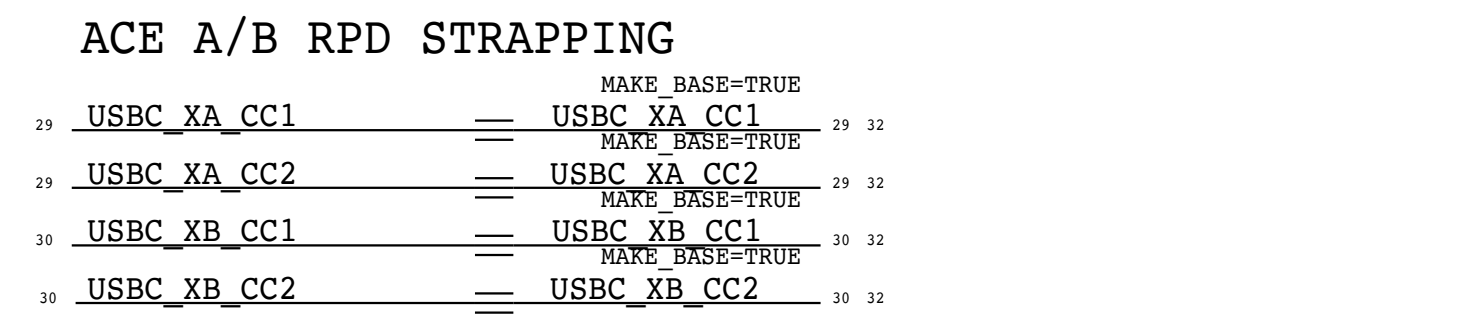 ACE A/B RPD STRAPPING
MAKE_BASE=TRUE
29 USBC_XA_CC1 USBC_XA_CC1 29 32
MAKE_BASE=TRUE
29 USBC_XA_CC2 USBC_XA_CC2 29 32
MAKE_BASE=TRUE
30 USBC_XB_CC1 USBC_XB_CC1 30 32
MAKE_BASE=TRUE
30 USBC_XB_CC2 USBC_XB_CC2 30 32